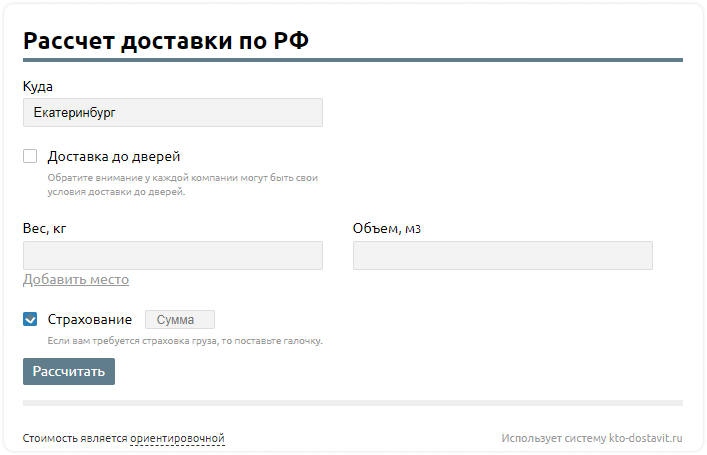 Рассчет доставки по РФ
Куда
Екатеринбург
Доставка до дверей
Обратите внимание у каждой компании могут быть свои
условия доставки до дверей.
Вес, кг
Объем, м3
Добавить место
Страхование
Сумма
Если вам требуется страховка груза, то поставьте галочку.
Рассчитать
Стоимость является ориентировочной
Использует систему kto-dostavit.ru